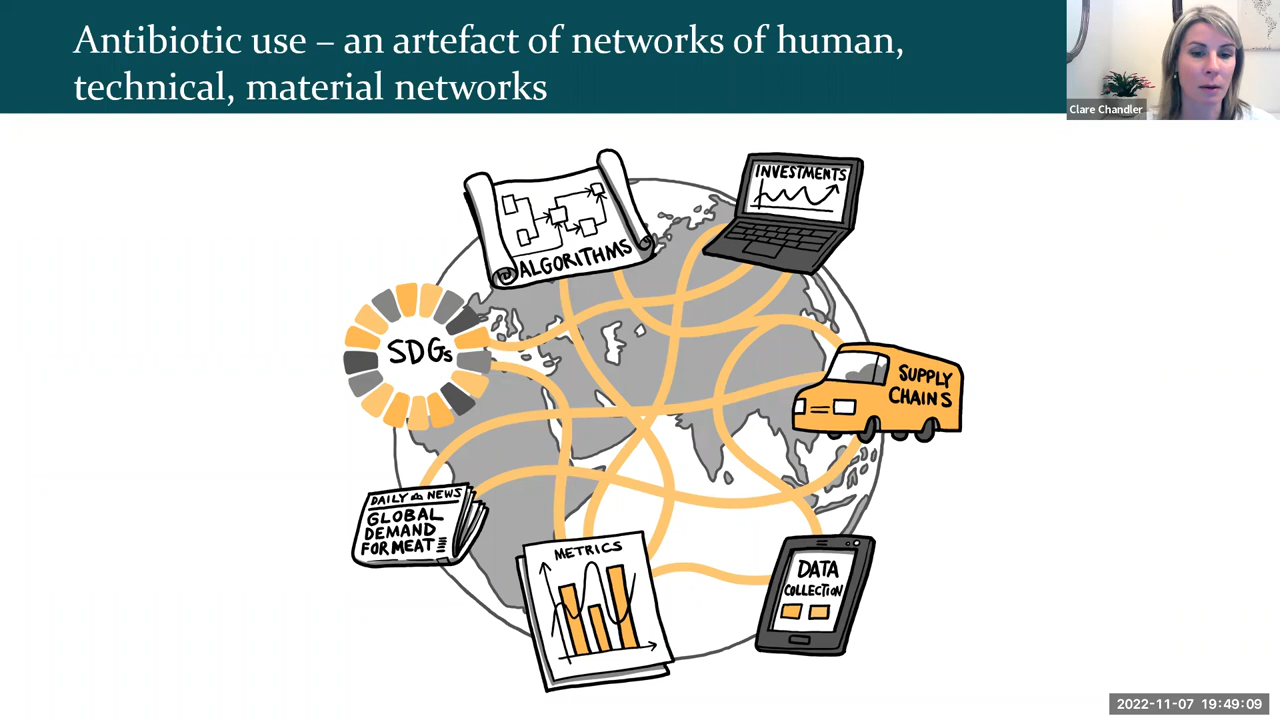 Antibiotic use – an artefact of networks of human,
technical, material networks
Clare Chandler
ALGORITHMS
INVESTMENTS
SDGs
SUPPLY
CHAINS
DAILY NEWS
GLOBAL
DEMAND
FOR MEAT
METRICS
DATA
COLLECTION
2022-11-07 19:49:09